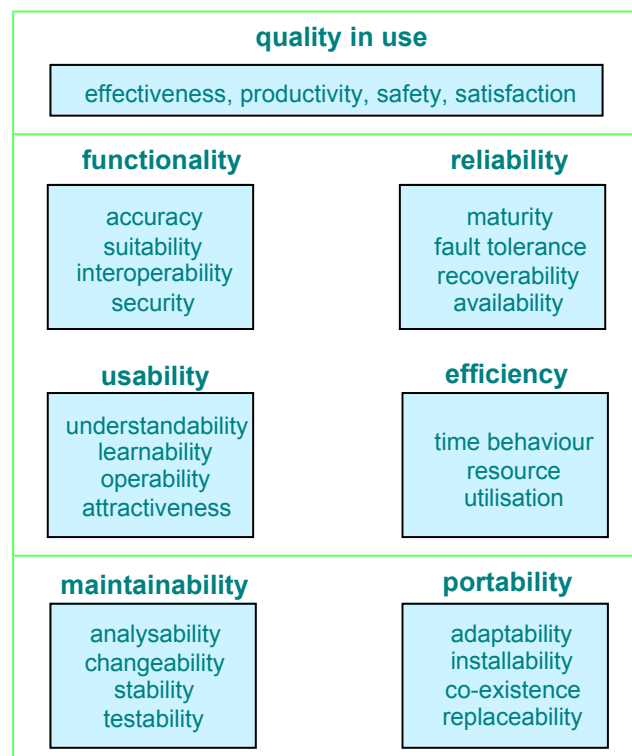 quality in use
effectiveness, productivity, safety, satisfaction
functionality
accuracy
suitability
interoperability
security
reliability
maturity
fault tolerance
recoverability
availability
usability
understandability
learnability
operability
attractiveness
efficiency
time behaviour
resource
utilisation
maintainability
analysability
changeability
stability
testability
portability
adaptability
installability
co-existence
replaceability